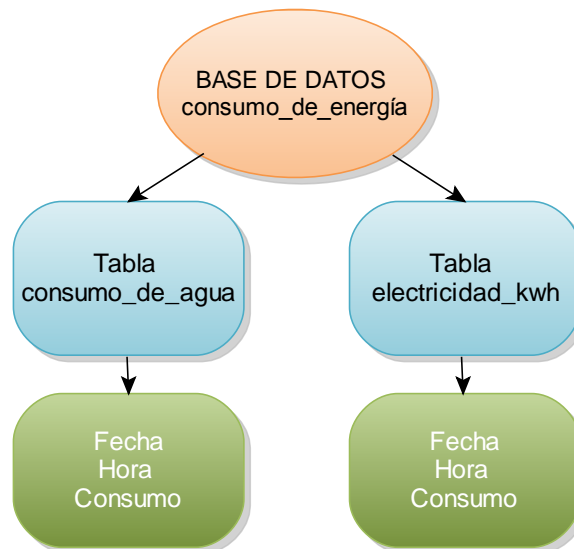 BASE DE DATOS
consumo_de_energía
Tabla
consumo_de_agua
Tabla
electricidad_kwh
Fecha
Hora
Consumo
Fecha
Hora
Consumo